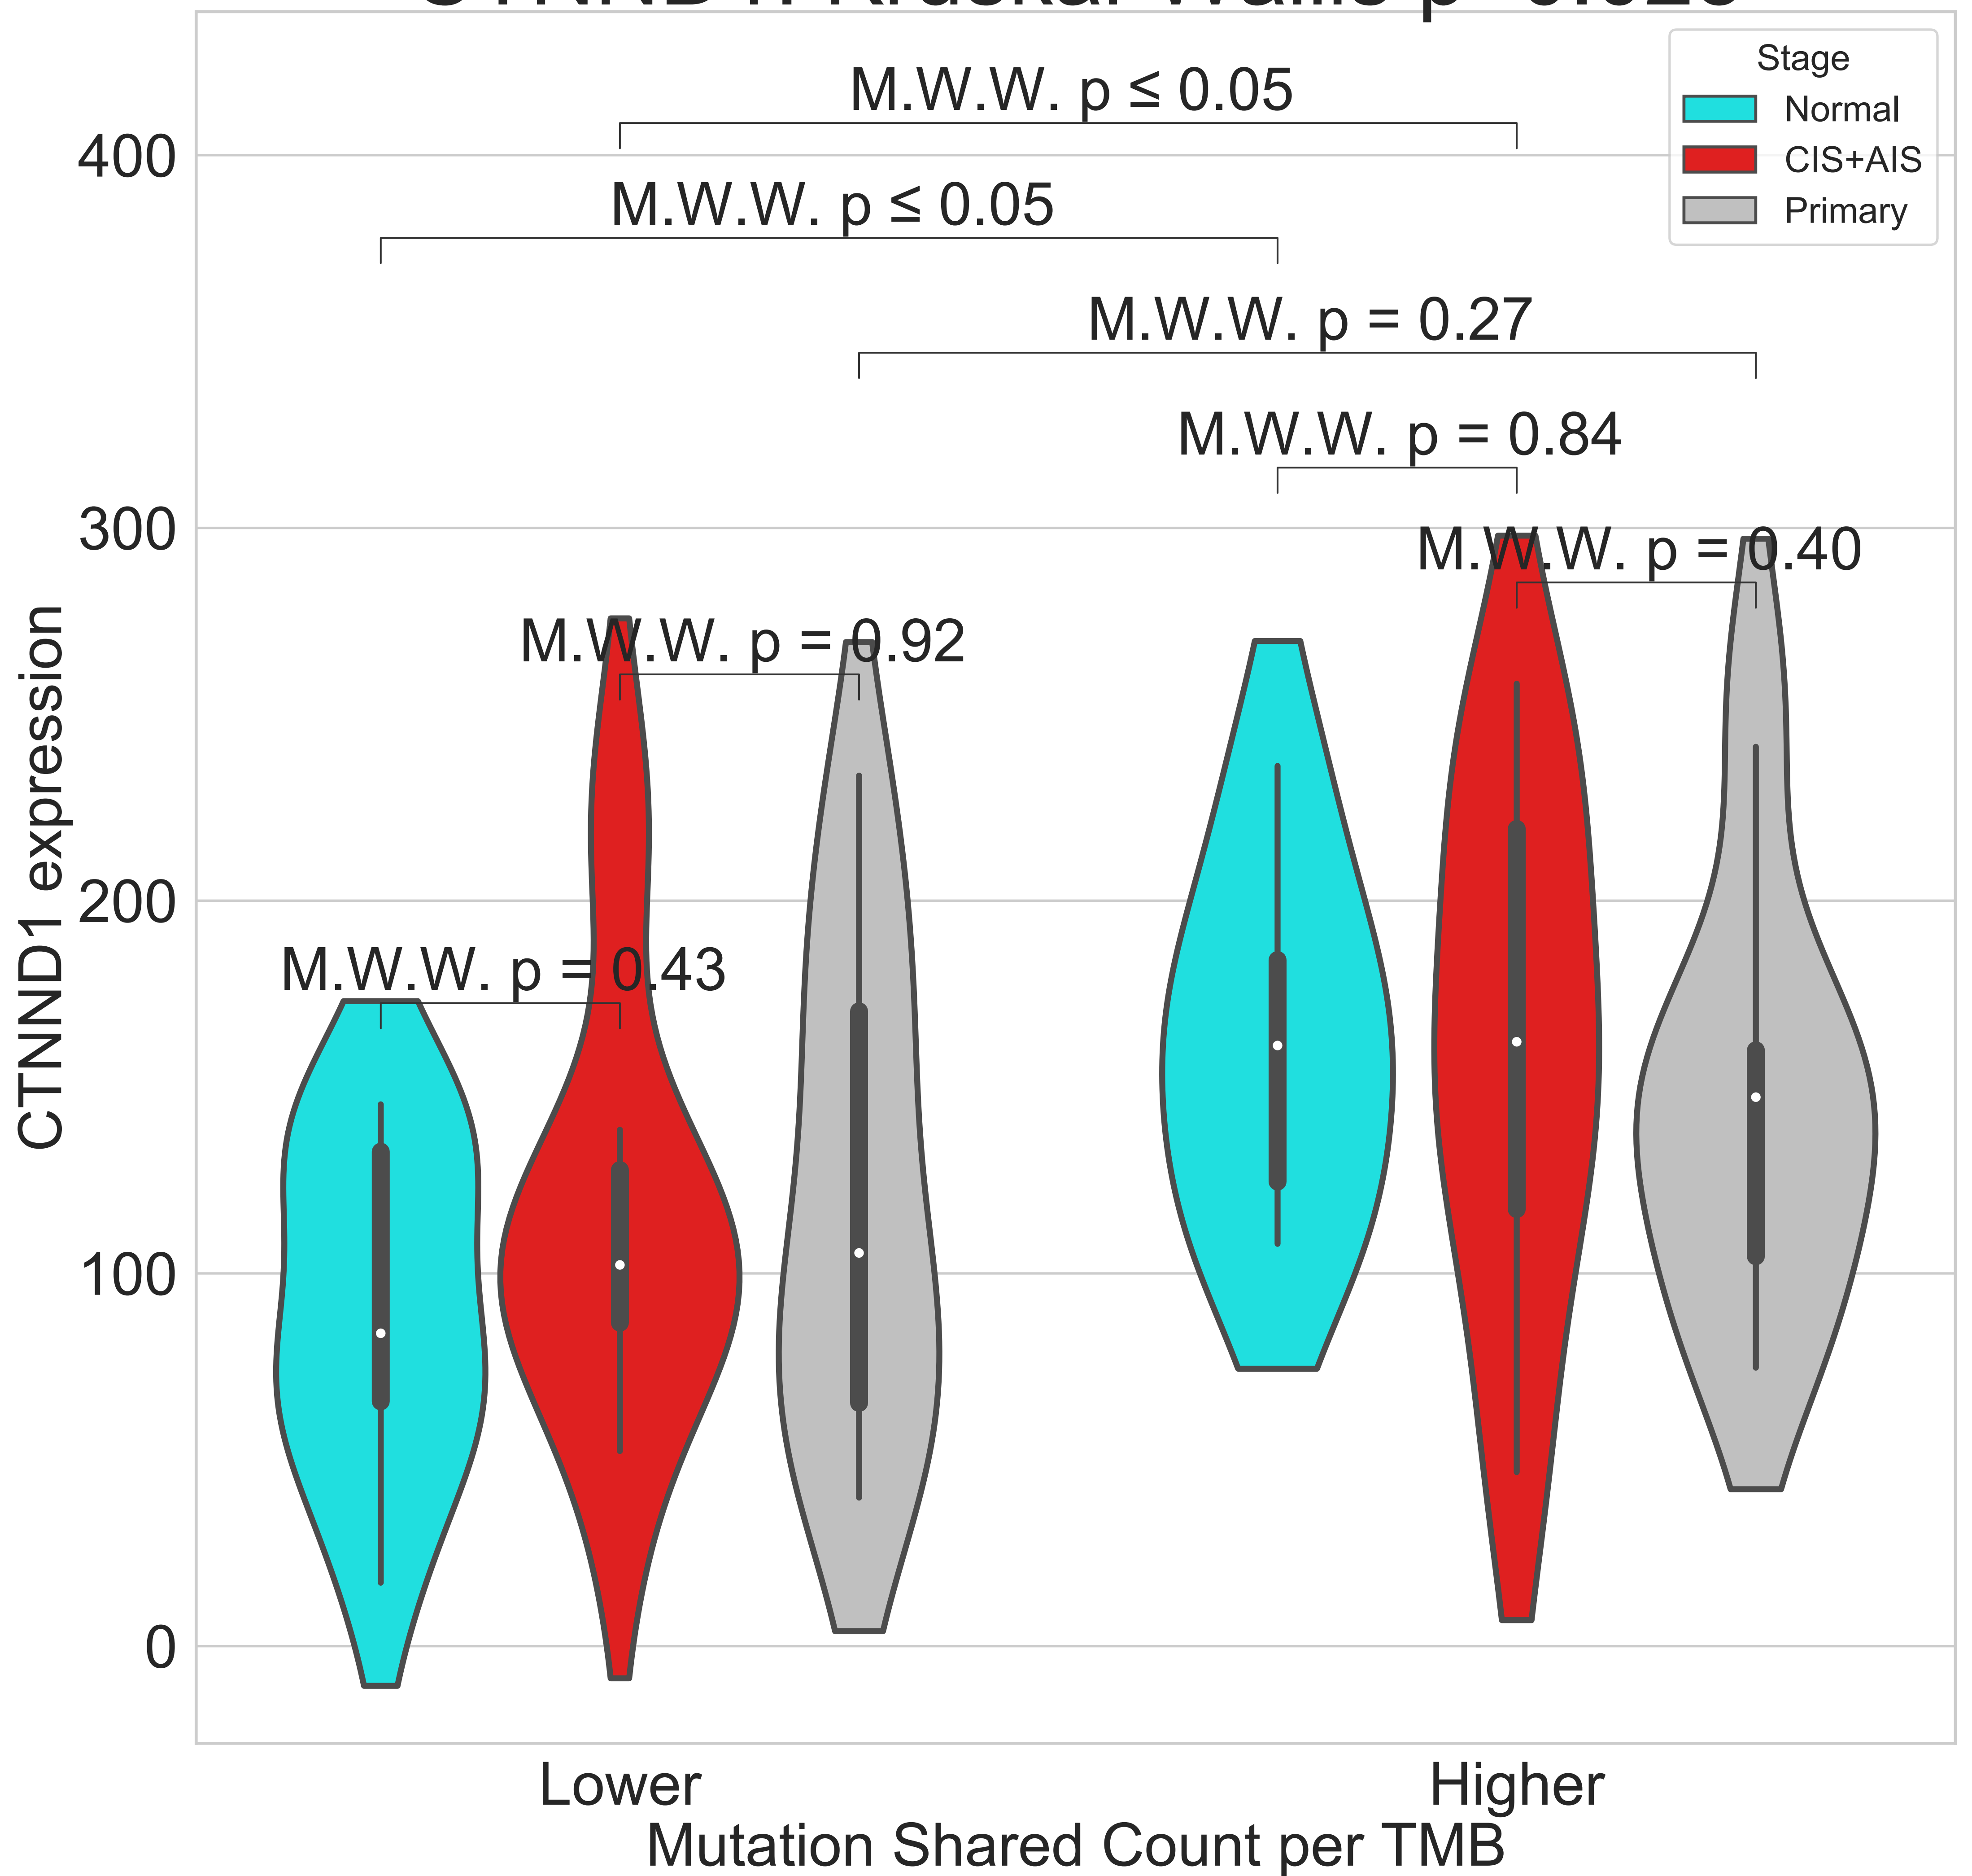 M.W.W. p ≤ 0.05
M.W.W. p ≤ 0.05
M.W.W. p = 0.27
M.W.W. p = 0.84
M.W.W. p = 0.40
M.W.W. p = 0.92
M.W.W. p = 0.43
Stage
Normal
CIS+AIS
Primary
CTNND1 expression
400
300
200
100
0
Lower
Higher
Mutation Shared Count per TMB